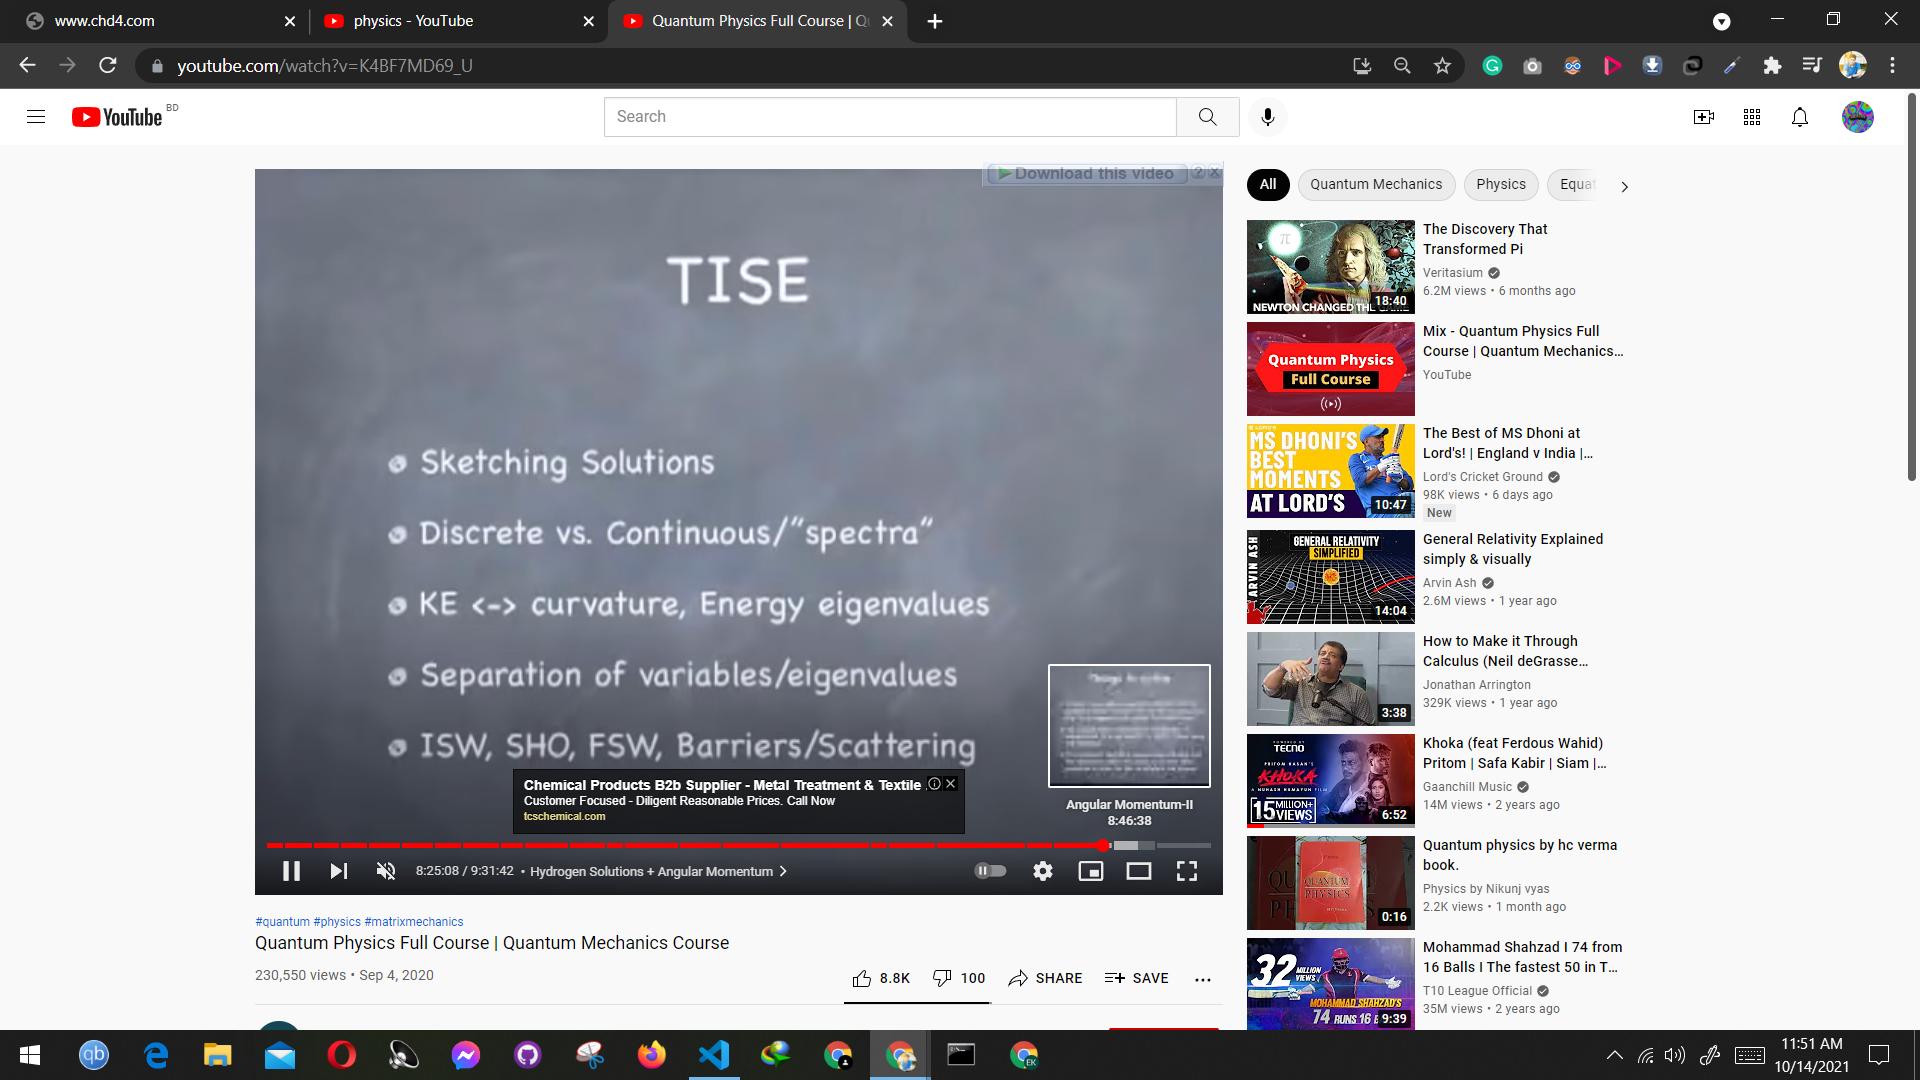 www.chd4.com
physics - YouTube
Quantum Physics Full Course | Q
youtube.com/watch?v=K4BF7MD69_U
YouTube BD
Search
Download this video
TISE
Sketching Solutions
Discrete vs. Continuous/"spectra"
KE <-> curvature, Energy eigenvalues
Separation of variables/eigenvalues
ISW, SHO, FSW, Barriers/Scattering
Chemical Products B2b Supplier - Metal Treatment & Textile
Customer Focused - Diligent Reasonable Prices. Call Now
tcschemical.com
Angular Momentum-II
8:46:38
8:25:08 / 9:31:42 • Hydrogen Solutions + Angular Momentum
#quantum #physics #matrixmechanics
Quantum Physics Full Course | Quantum Mechanics Course
230,550 views • Sep 4, 2020
8.8K
100
SHARE
SAVE
All
Quantum Mechanics
Physics
Equat
NEWTON CHANGED THE GAME
18:40
The Discovery That
Transformed Pi
Veritasium
6.2M views • 6 months ago
Quantum Physics
Full Course
Mix - Quantum Physics Full
Course | Quantum Mechanics...
YouTube
MS DHONI'S
BEST
MOMENTS
AT LORD'S
10:47
The Best of MS Dhoni at
Lord's! | England v India |...
Lord's Cricket Ground
98K views • 6 days ago
New
ARVIN ASH
GENERAL RELATIVITY
SIMPLIFIED
14:04
General Relativity Explained
simply & visually
Arvin Ash
2.6M views • 1 year ago
3:38
How to Make it Through
Calculus (Neil deGrasse...
Jonathan Arrington
329K views • 1 year ago
TECNO
KHOKA
15 MILLION+
VIEWS
6:52
Khoka (feat Ferdous Wahid)
Pritom | Safa Kabir | Siam |...
Gaanchill Music
14M views • 2 years ago
QUANTUM
PHYSICS
0:16
Quantum physics by hc verma
book.
Physics by Nikunj vyas
2.2K views • 1 month ago
32 MILLION
VIEWS
MOHAMMAD SHAHZAD'S
74 RUNS 16 B
9:39
Mohammad Shahzad I 74 from
16 Balls I The fastest 50 in T...
T10 League Official
35M views • 2 years ago
11:51 AM
10/14/2021